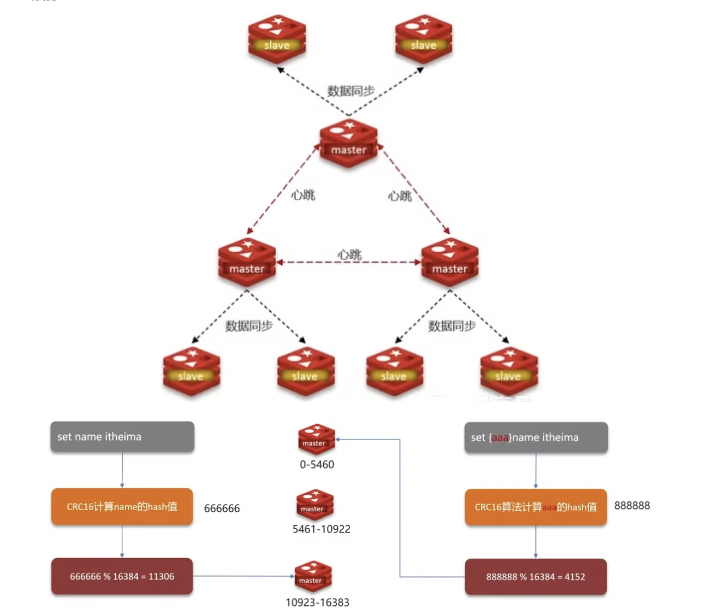 slave
slave
数据同步
master
心跳
心跳
master
心跳
master
数据同步
数据同步
slave
slave
slave
slave
set name itheima
CRC16计算name的hash值
666666
666666 % 16384 = 11306
master
0-5460
master
5461-10922
master
10923-16383
set {aaa}name itheima
CRC16算法计算aaa的hash值
888888
888888 % 16384 = 4152